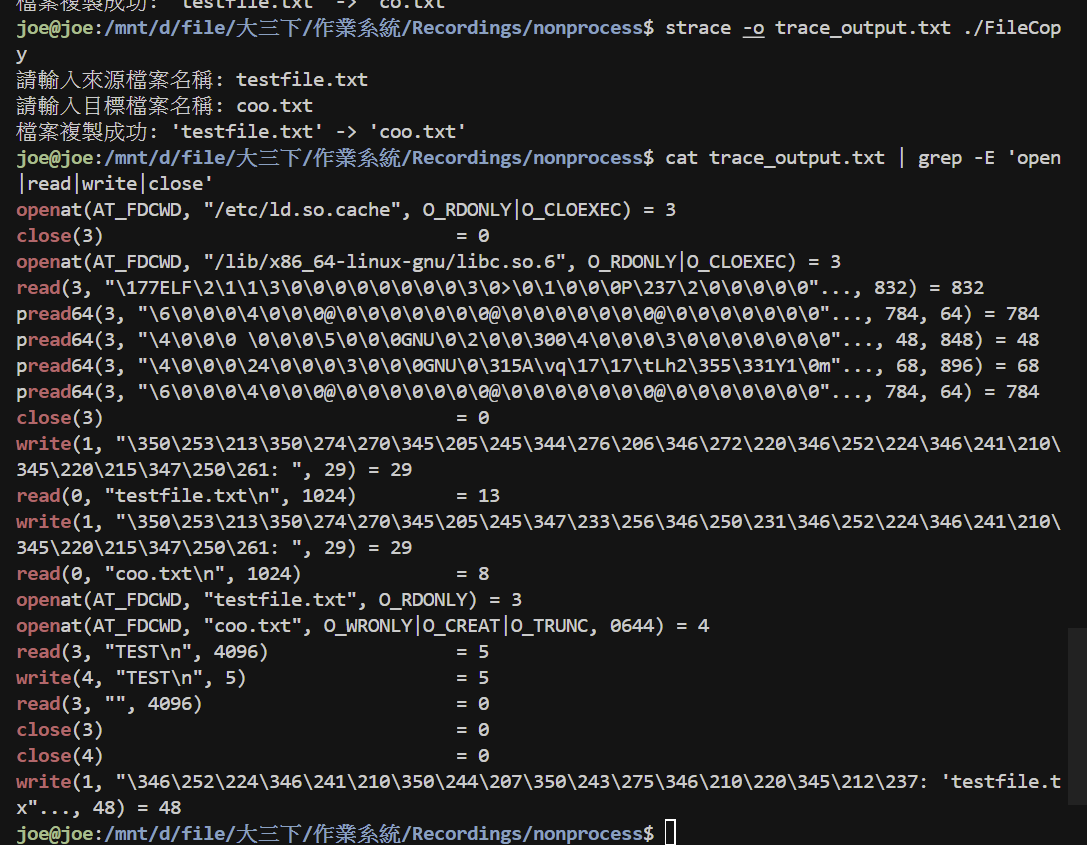 檔案複製成功: 'testfile.txt' -> 'co.txt'
joe@joe:/mnt/d/file/大三下/作業系統/Recordings/nonprocess$ strace -o trace_output.txt ./FileCop
y
請輸入來源檔案名稱: testfile.txt
請輸入目標檔案名稱: coo.txt
檔案複製成功: 'testfile.txt' -> 'coo.txt'
joe@joe:/mnt/d/file/大三下/作業系統/Recordings/nonprocess$ cat trace_output.txt | grep -E 'open
|read|write|close'
openat(AT_FDCWD, "/etc/ld.so.cache", O_RDONLY|O_CLOEXEC) = 3
close(3)                                = 0
openat(AT_FDCWD, "/lib/x86_64-linux-gnu/libc.so.6", O_RDONLY|O_CLOEXEC) = 3
read(3, "\177ELF\2\1\1\3\0\0\0\0\0\0\0\0\3\0>\0\1\0\0\0P\237\2\0\0\0\0\0"..., 832) = 832
pread64(3, "\6\0\0\0\4\0\0\0@\0\0\0\0\0\0\0@\0\0\0\0\0\0\0@\0\0\0\0\0\0\0"..., 784, 64) = 784
pread64(3, "\4\0\0\0 \0\0\0\5\0\0\0GNU\0\2\0\0\300\4\0\0\0\3\0\0\0\0\0\0\0"..., 48, 848) = 48
pread64(3, "\4\0\0\0\24\0\0\0\3\0\0\0GNU\0\315A\vq\17\17\tLh2\355\331Y1\0m"..., 68, 896) = 68
pread64(3, "\6\0\0\0\4\0\0\0@\0\0\0\0\0\0\0@\0\0\0\0\0\0\0@\0\0\0\0\0\0\0"..., 784, 64) = 784
close(3)                                = 0
write(1, "\350\253\213\350\274\270\345\205\245\344\276\206\346\272\220\346\252\224\346\241\210\
345\220\215\347\250\261: ", 29) = 29
read(0, "testfile.txt\n", 1024)         = 13
write(1, "\350\253\213\350\274\270\345\205\245\347\233\256\346\250\231\346\252\224\346\241\210\
345\220\215\347\250\261: ", 29) = 29
read(0, "coo.txt\n", 1024)              = 8
openat(AT_FDCWD, "testfile.txt", O_RDONLY) = 3
openat(AT_FDCWD, "coo.txt", O_WRONLY|O_CREAT|O_TRUNC, 0644) = 4
read(3, "TEST\n", 4096)                 = 5
write(4, "TEST\n", 5)                   = 5
read(3, "", 4096)                       = 0
close(3)                                = 0
close(4)                                = 0
write(1, "\346\252\224\346\241\210\350\244\207\350\243\275\346\210\220\345\212\237: 'testfile.t
x"..., 48) = 48
joe@joe:/mnt/d/file/大三下/作業系統/Recordings/nonprocess$